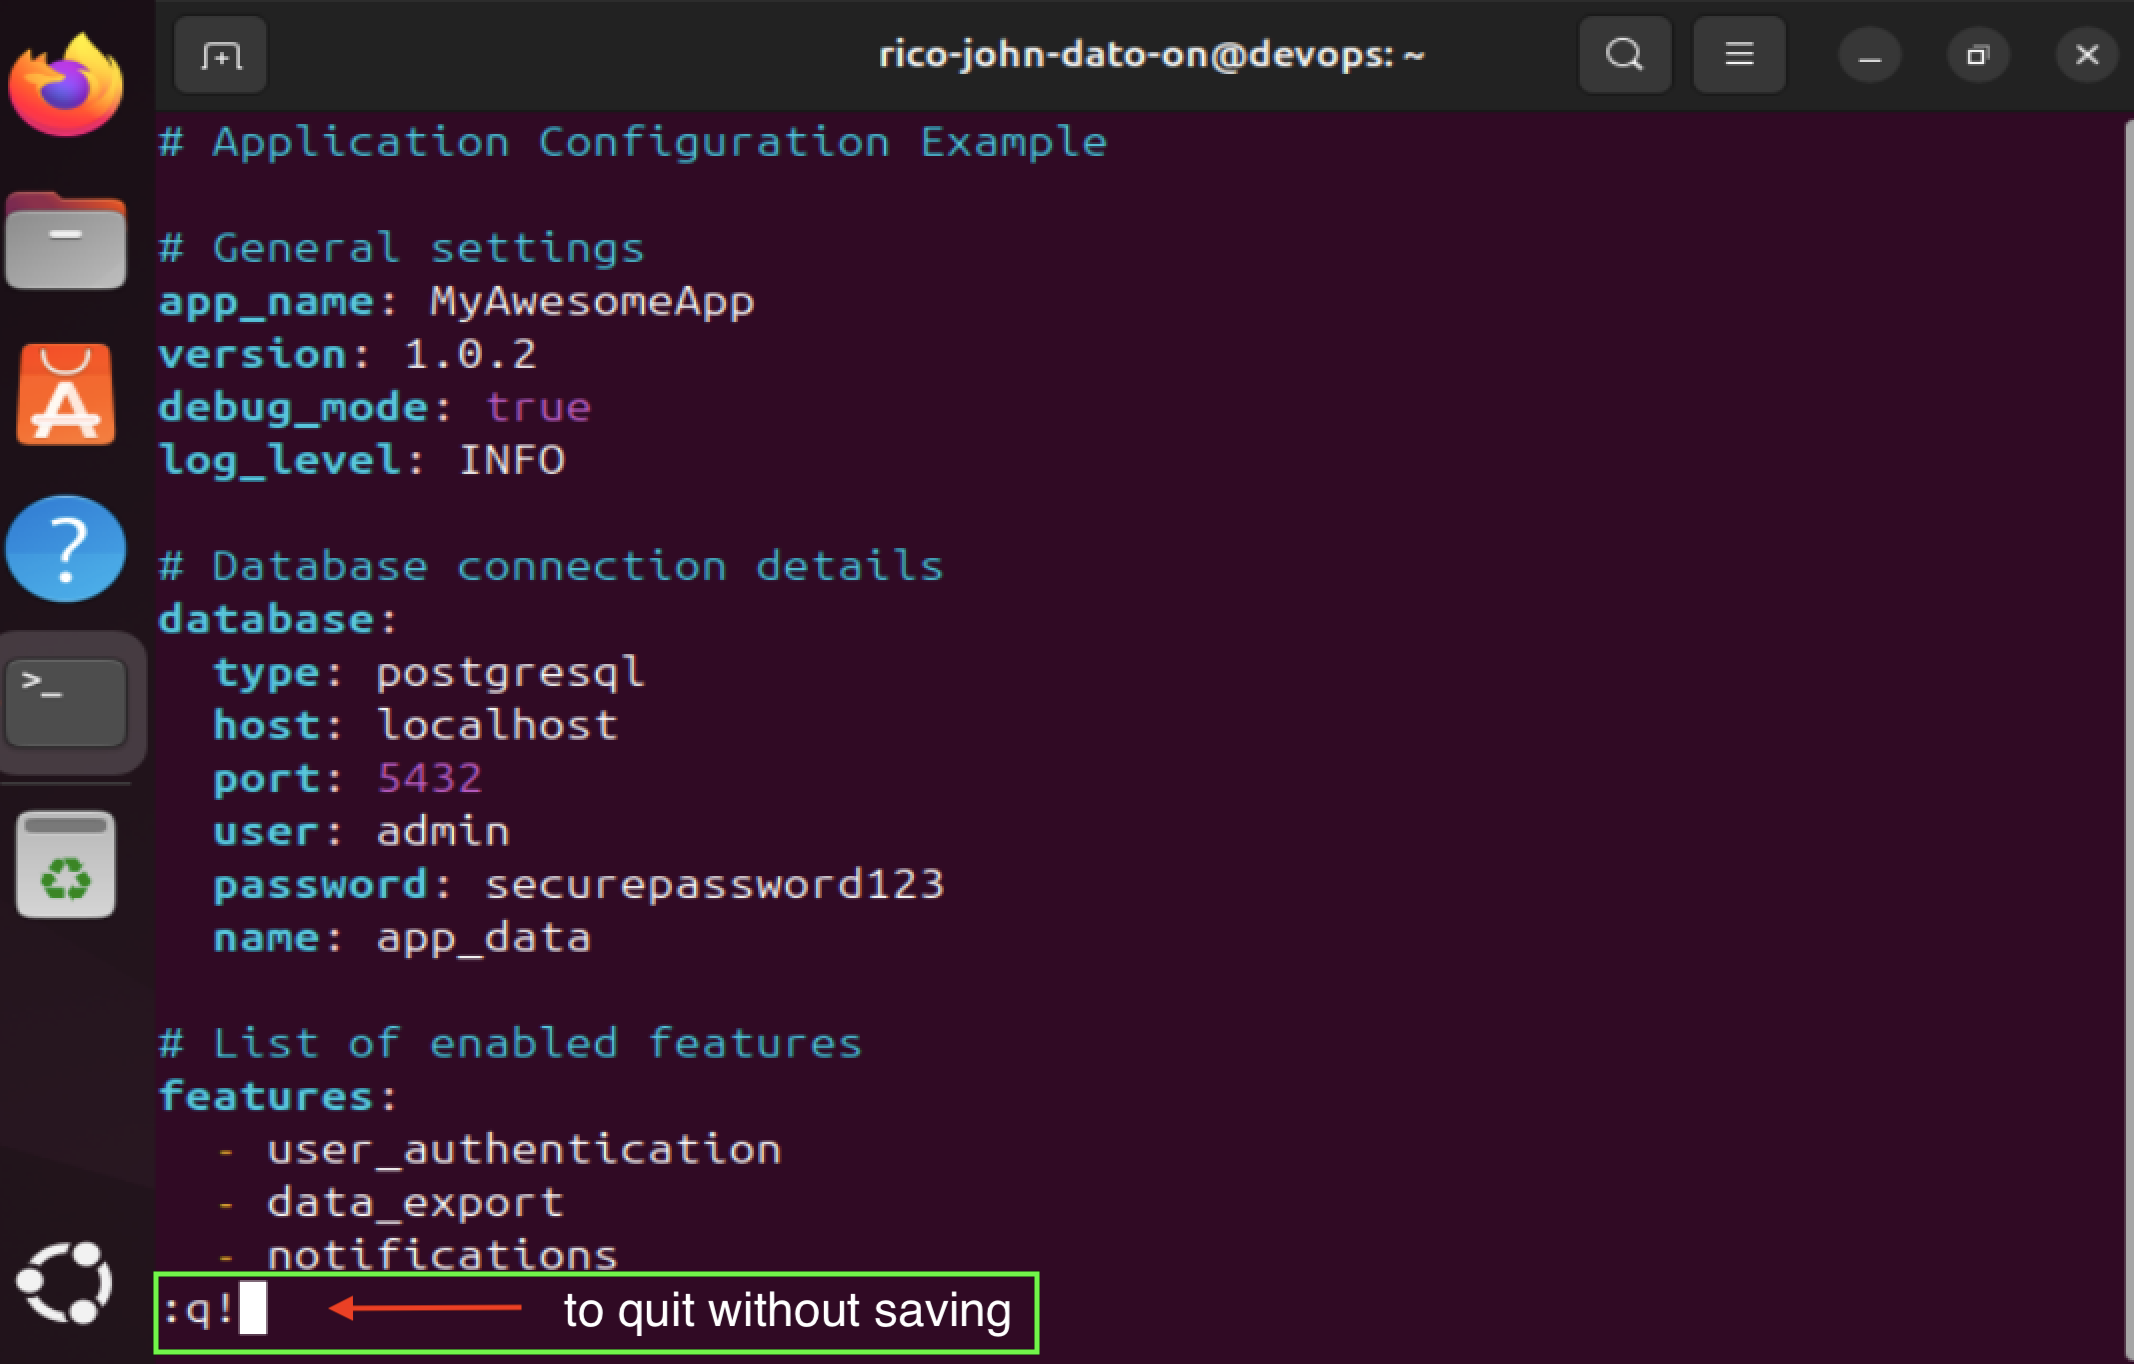 rico-john-dato-on@devops: ~
# Application Configuration Example
# General settings
app_name: MyAwesomeApp
version: 1.0.2
debug_mode: true
log_level: INFO
# Database connection details
database:
  type: postgresql
  host: localhost
  port: 5432
  user: admin
  password: securepassword123
  name: app_data
# List of enabled features
features:
  - user_authentication
  - data_export
  - notifications
:q! to quit without saving